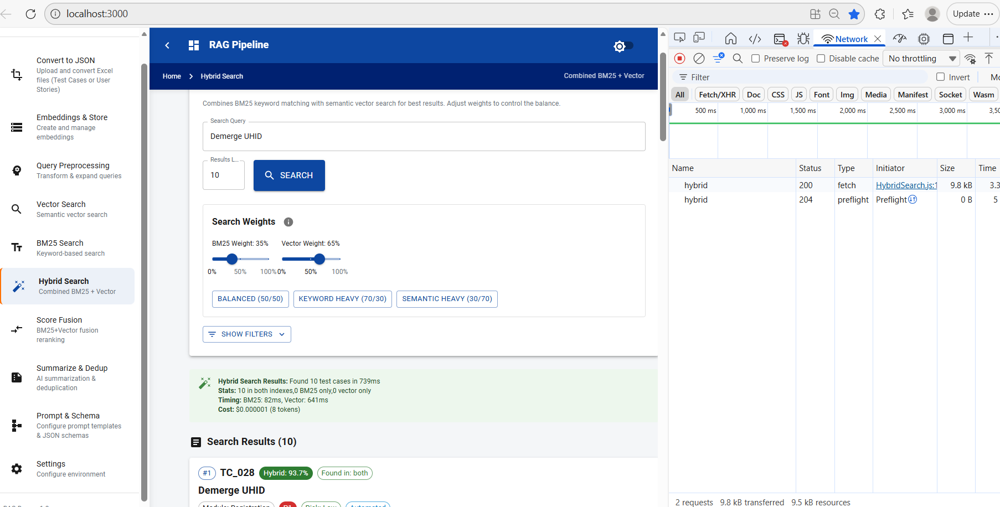 localhost:3000
Update
Convert to JSON
Upload and convert Excel
files (Test Cases or User
Stories)
Embeddings & Store
Create and manage
embeddings
Query Preprocessing
Transform & expand queries
Vector Search
Semantic vector search
BM25 Search
Keyword-based search
Hybrid Search
Combined BM25 + Vector
Score Fusion
BM25+Vector fusion
reranking
Summarize & Dedup
AI summarization &
deduplication
Prompt & Schema
Configure prompt templates
& JSON schemas
Settings
Configure environment
RAG Pipeline
Home > Hybrid Search
Combined BM25 + Vector
Combines BM25 keyword matching with semantic vector search for best results. Adjust weights to control the balance.
Search Query
Demerge UHID
Results L...
10
SEARCH
Search Weights
BM25 Weight: 35%
Vector Weight: 65%
0% 50% 100% 0% 50% 100%
BALANCED (50/50)
KEYWORD HEAVY (70/30)
SEMANTIC HEAVY (30/70)
SHOW FILTERS
Hybrid Search Results: Found 10 test cases in 739ms
Stats: 10 in both indexes,0 BM25 only,0 vector only
Timing: BM25: 82ms, Vector: 641ms
Cost: $0.000001 (8 tokens)
Search Results (10)
#1 TC_028 Hybrid: 93.7% Found in: both
Demerge UHID
Module: Registration P1 Risk: Low Automated
Network
Preserve log Disable cache No throttling
Filter Invert
All Fetch/XHR Doc CSS JS Font Img Media Manifest Socket Wasm
500 ms 1,000 ms 1,500 ms 2,000 ms 2,500 ms 3,000 ms 3,50
Name Status Type Initiator Size Time
hybrid 200 fetch HybridSearch.js:1 9.8 kB 3.3
hybrid 204 preflight Preflight 0 B 5
2 requests 9.8 kB transferred 9.5 kB resources